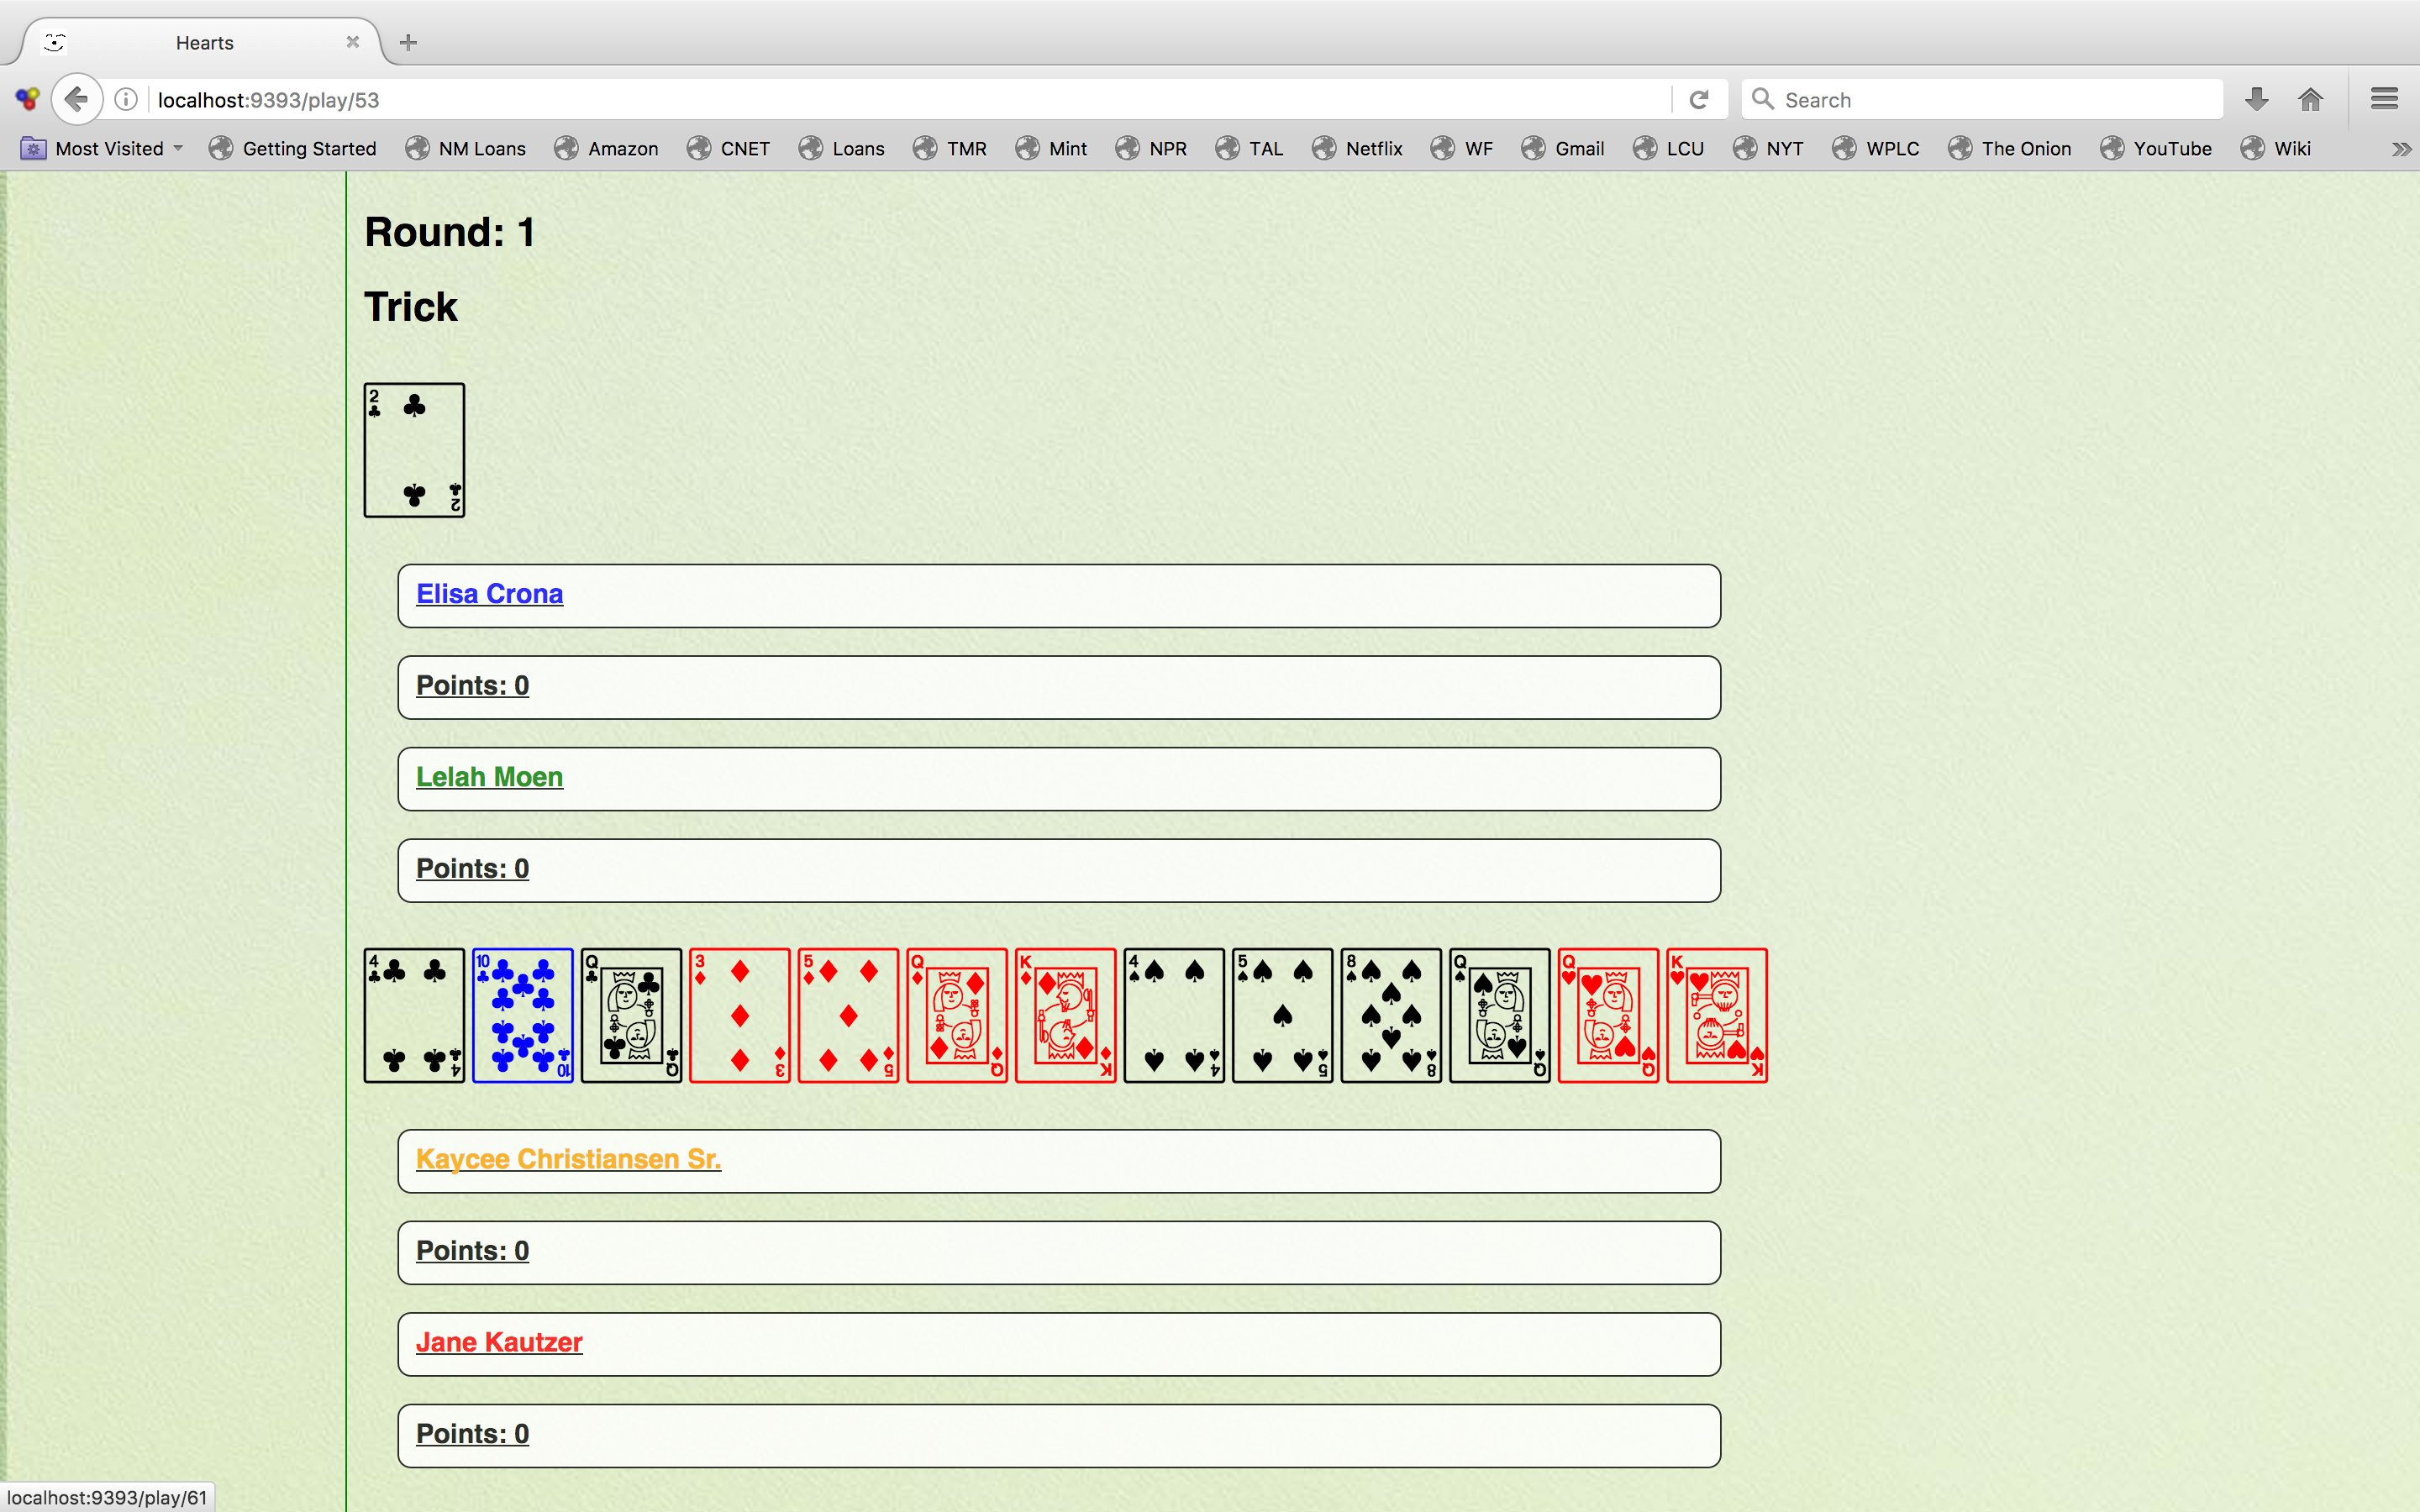 Hearts
localhost:9393/play/53
Search
Most Visited Getting Started NM Loans Amazon CNET Loans TMR Mint NPR TAL Netflix WF Gmail LCU NYT WPLC The Onion YouTube Wiki
Round: 1
Trick
2
2
Elisa Crona
Points: 0
Lelah Moen
Points: 0
4 10 Q 3 5 Q K 4 5 8 Q Q K
4 10 Q 3 5 Q K 4 5 8 Q Q K
Kaycee Christiansen Sr.
Points: 0
Jane Kautzer
Points: 0
localhost:9393/play/61